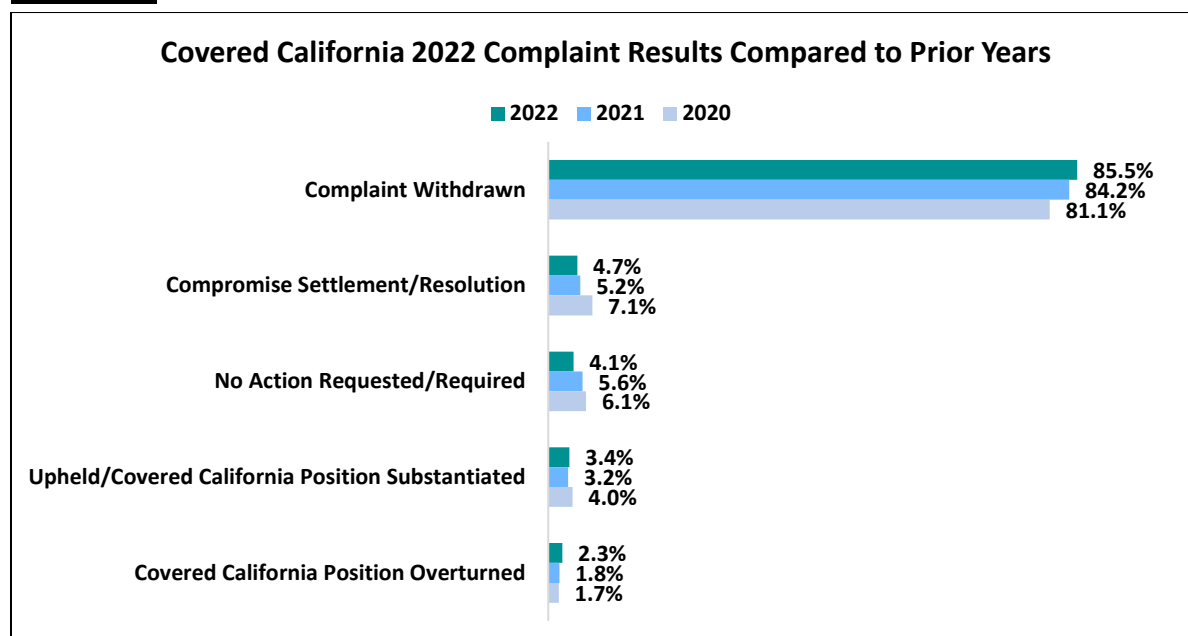 Covered California 2022 Complaint Results Compared to Prior Years
2022 2021 2020
Complaint Withdrawn
85.5%
84.2%
81.1%
Compromise Settlement/Resolution
4.7%
5.2%
7.1%
No Action Requested/Required
4.1%
5.6%
6.1%
Upheld/Covered California Position Substantiated
3.4%
3.2%
4.0%
Covered California Position Overturned
2.3%
1.8%
1.7%